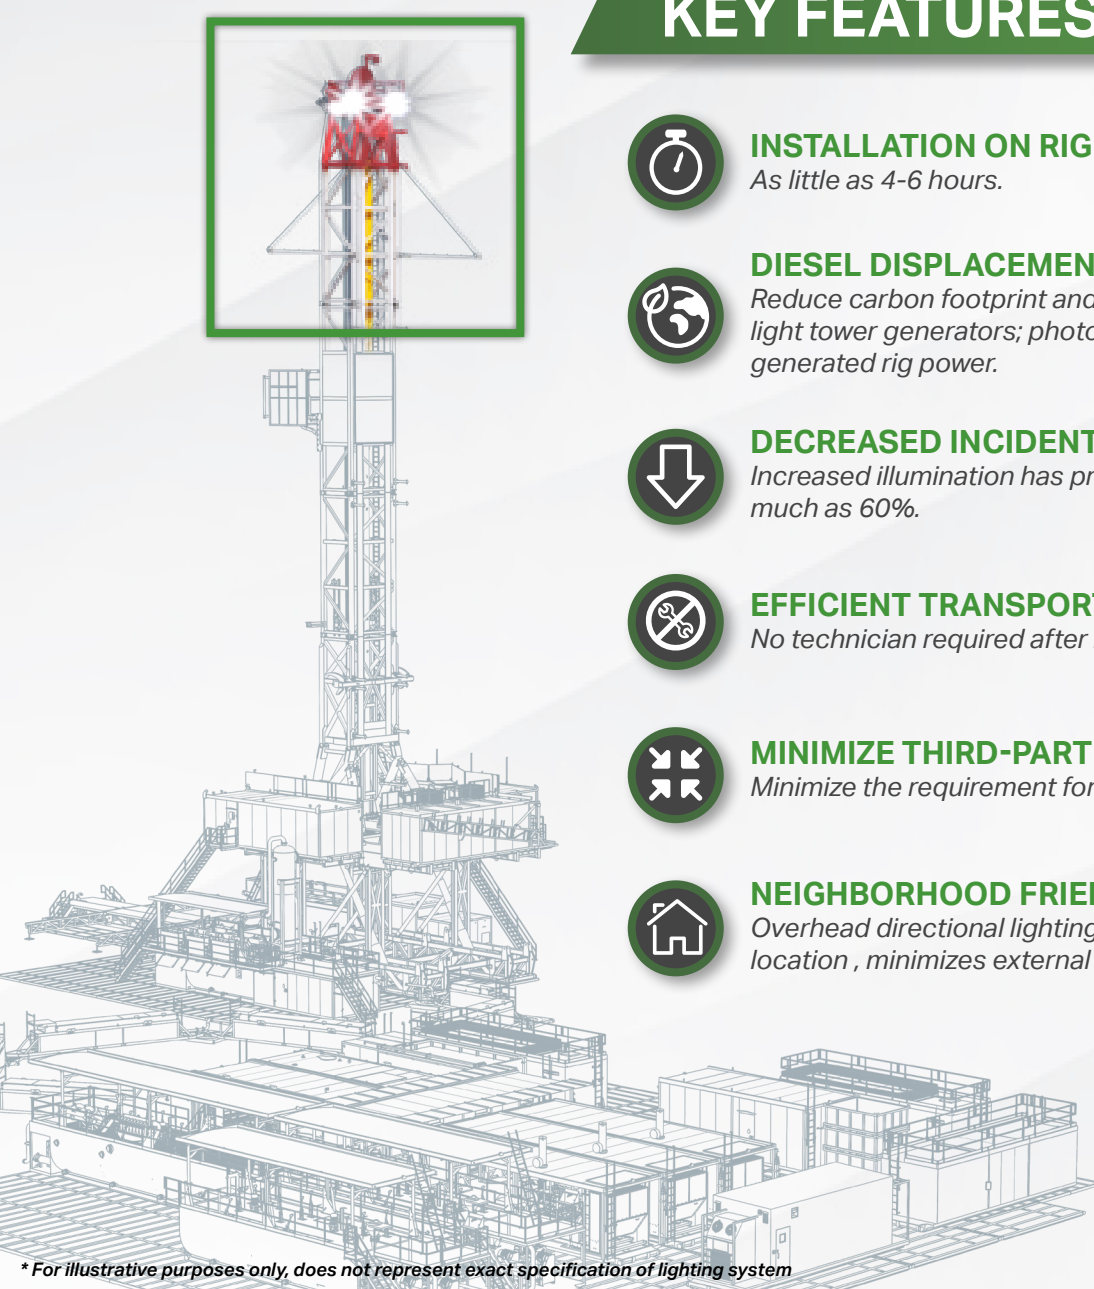 KEY FEATURES
INSTALLATION ON RIG
As little as 4-6 hours.
DIESEL DISPLACEMEN
Reduce carbon footprint and
light tower generators; photo
generated rig power.
DECREASED INCIDENT
Increased illumination has pr
much as 60%.
EFFICIENT TRANSPORT
No technician required after
MINIMIZE THIRD-PART
Minimize the requirement for
NEIGHBORHOOD FRIE
Overhead directional lighting
location , minimizes external
* For illustrative purposes only, does not represent exact specification of lighting system